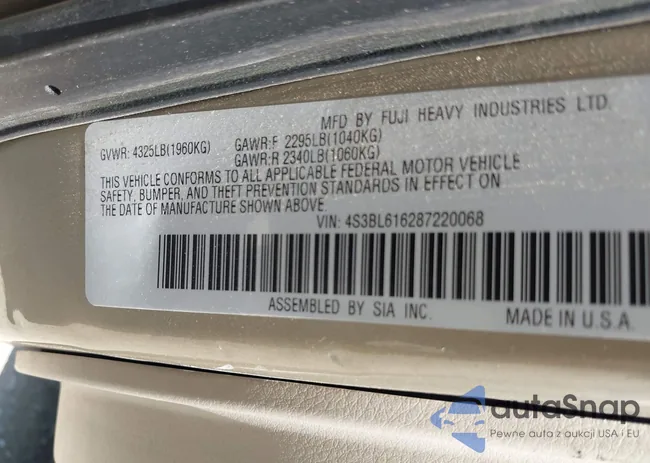 MFD BY FUJI HEAVY INDUSTRIES LTD.
GVWR: 4325LB(1960KG) GAWR:F 2295LB(1040KG)
GAWR:R 2340LB(1060KG)
THIS VEHICLE CONFORMS TO ALL APPLICABLE FEDERAL MOTOR VEHICLE
SAFETY, BUMPER, AND THEFT PREVENTION STANDARDS IN EFFECT ON
THE DATE OF MANUFACTURE SHOWN ABOVE.
VIN: 4S3BL616287220068
ASSEMBLED BY SIA INC. MADE IN U.S.A.
autaSnap
Pewne auta z aukcji USA i EU